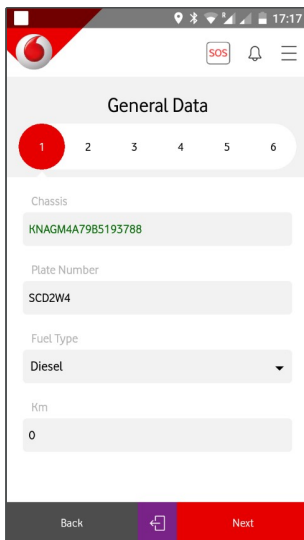 17:17
SOS
General Data
1 2 3 4 5 6
Chassis
KNAGM4A79B5193788
Plate Number
SCD2W4
Fuel Type
Diesel
Km
0
Back Next